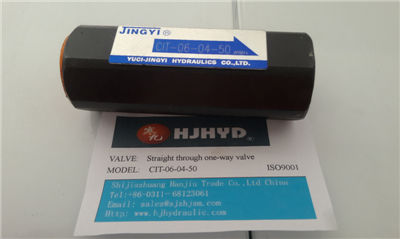 JINGYI ®
CIT-06-04-50
YUCI-JINGYI HYDRAULICS CO.,LTD.
HJHYD
VALVE: Straight through one-way valve
MODEL: CIT-06-04-50 ISO9001
Shijiazhuang Hanjin Trade Co.,Ltd China
Tel:+86-0311-68123061
Email: sales@sjzhjsm.com
Http: www.hjhydraulic.com